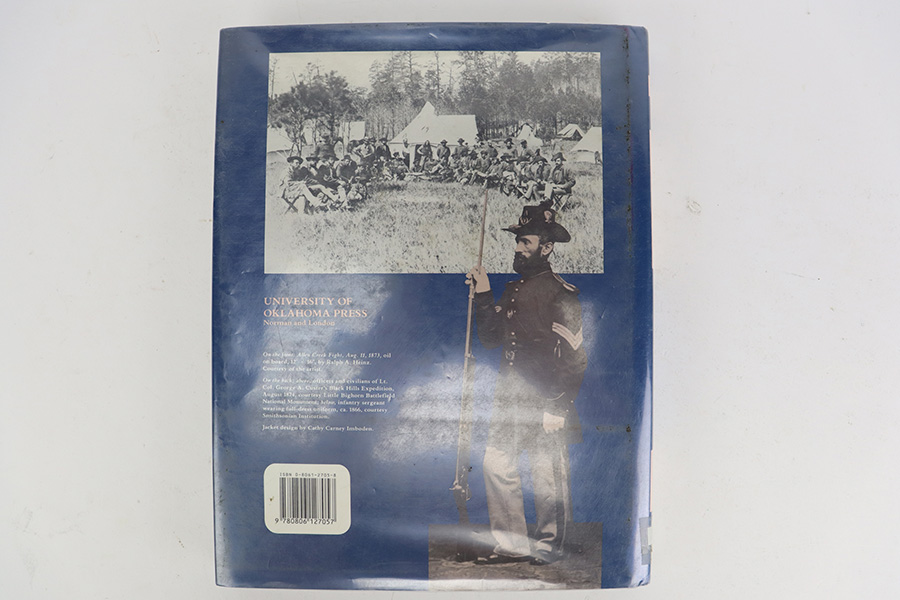 UNIVERSITY OF
OKLAHOMA PRESS
Norman and London
On the front: Alex Creek Fight, Aug. 11, 1873, oil
on board, by Ralph A. Heinz.
Courtesy of the artist.
On the back, above, officers and civilians of Lt.
Col. George A. Custer's Black Hills Expedition,
August 1874, courtesy Little Bighorn Battlefield
National Monument; below, infantry sergeant
wearing full-dress uniform, ca. 1866, courtesy
Smithsonian Institution.
Jacket design by Cathy Carney Imboden.
ISBN 0-8061-2705-8
9 780806 127057